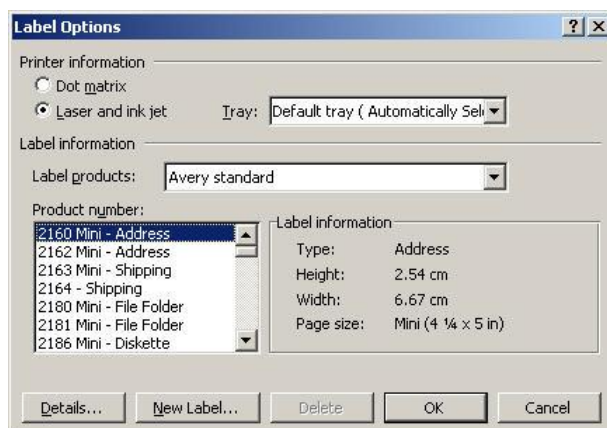 Label Options
Printer information
Dot matrix
Laser and ink jet Tray: Default tray ( Automatically Sel
Label information
Label products: Avery standard
Product number:
2160 Mini - Address
2162 Mini - Address
2163 Mini - Shipping
2164 - Shipping
2180 Mini - File Folder
2181 Mini - File Folder
2186 Mini - Diskette
Label information
Type: Address
Height: 2.54 cm
Width: 6.67 cm
Page size: Mini (4 ¼ x 5 in)
Details... New Label... Delete OK Cancel